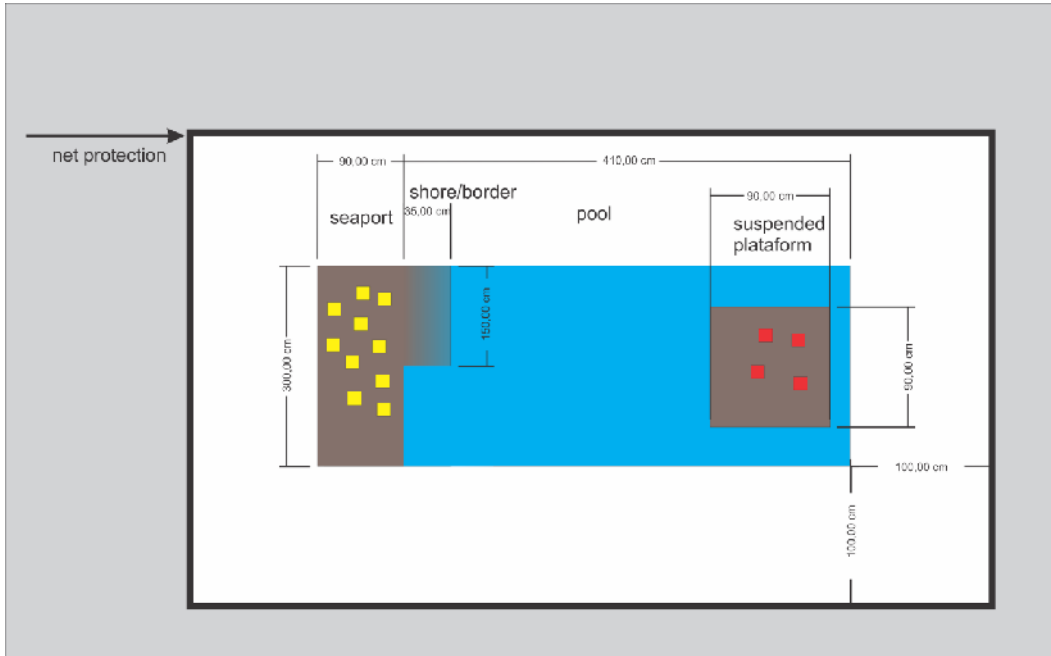 net protection
90,00 cm
410,00 cm
shore/border
35,00 cm
90,00 cm
seaport
pool
suspended
plataform
300,00 cm
150,00 cm
90,00 cm
100,00 cm
100,00 cm